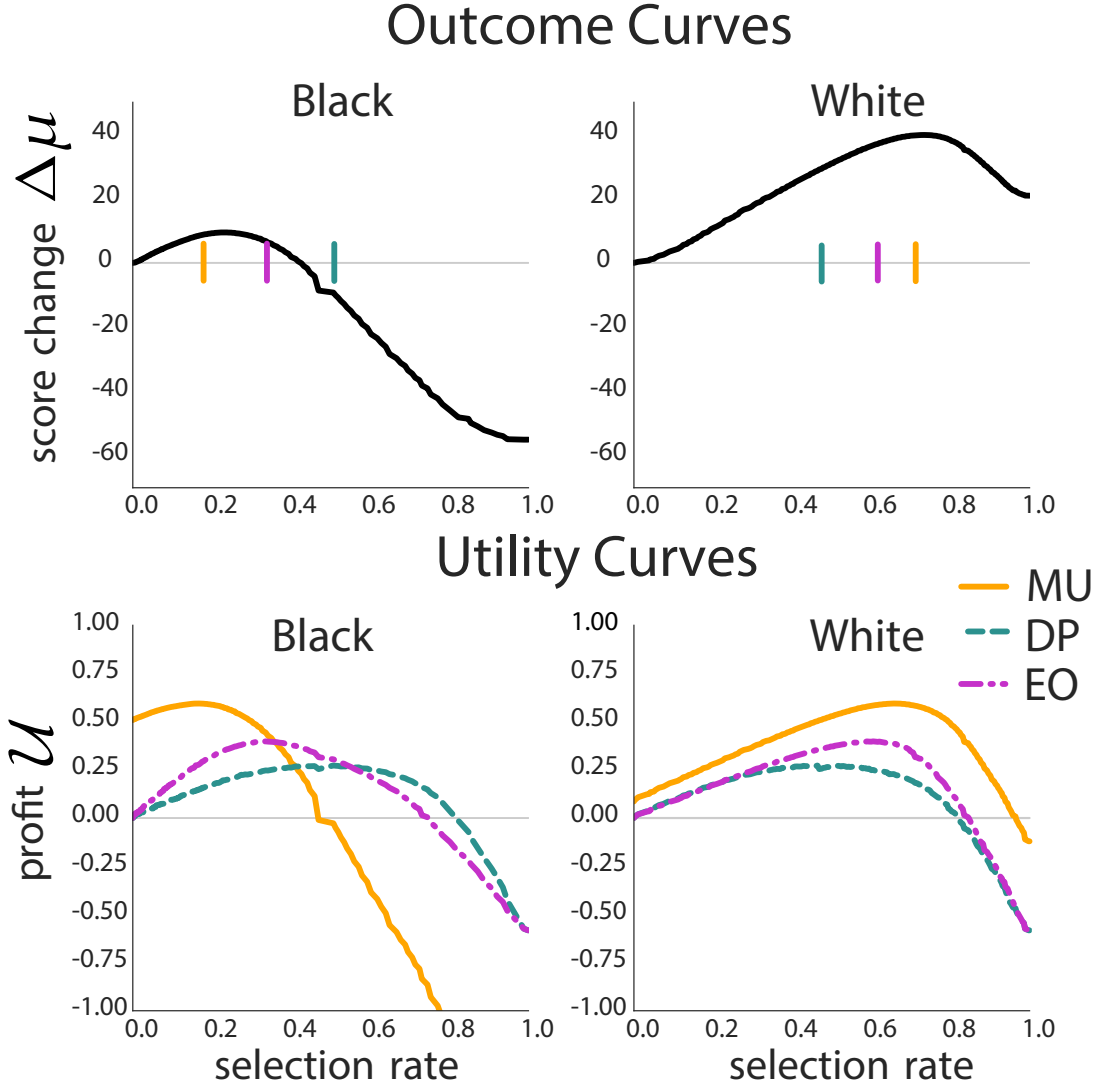 Outcome Curves
Black
White
score change Δμ
40
20
0
-20
-40
-60
0.0 0.2 0.4 0.6 0.8 1.0
40
20
0
-20
-40
-60
0.0 0.2 0.4 0.6 0.8 1.0
Utility Curves
MU
DP
EO
Black
White
profit 𝒰
1.00
0.75
0.50
0.25
0.00
-0.25
-0.50
-0.75
-1.00
0.0 0.2 0.4 0.6 0.8 1.0
selection rate
1.00
0.75
0.50
0.25
0.00
-0.25
-0.50
-0.75
-1.00
0.0 0.2 0.4 0.6 0.8 1.0
selection rate